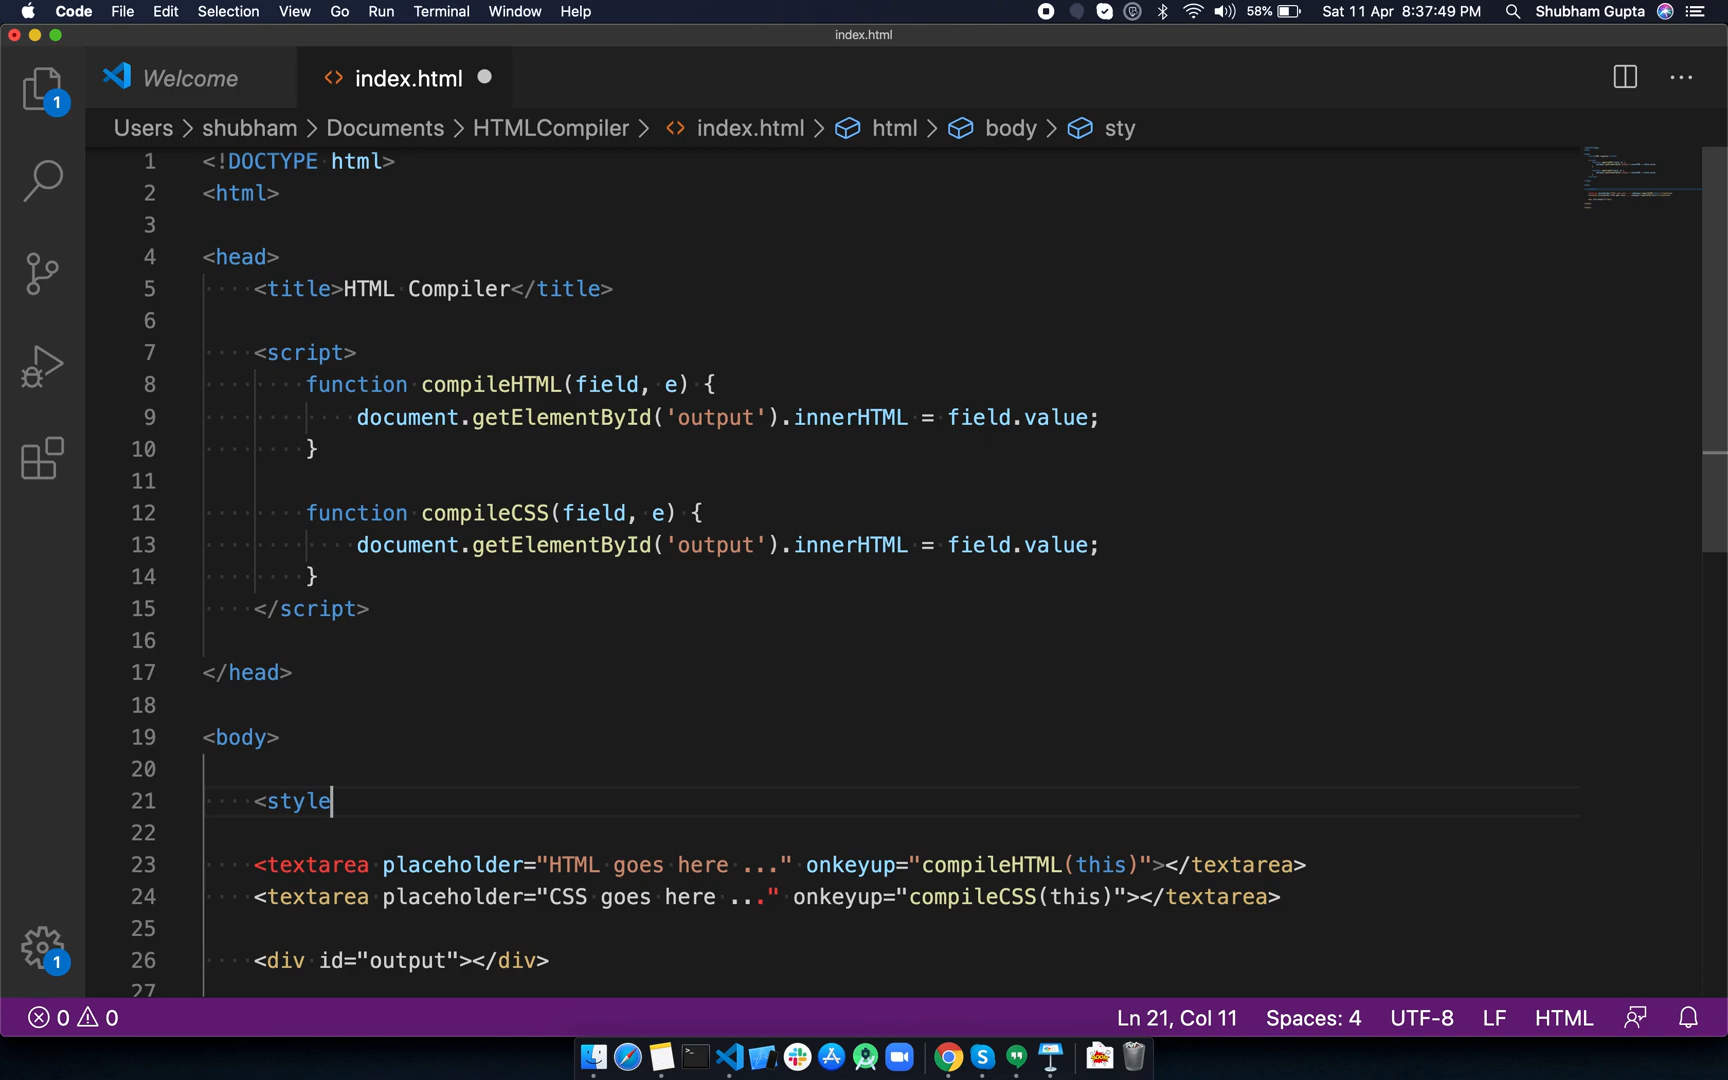 Code File Edit Selection View Go Run Terminal Window Help 58% Sat 11 Apr 8:37:49 PM Shubham Gupta
index.html
Welcome index.html
1
Users > shubham > Documents > HTMLCompiler > index.html > html > body > sty
1 <!DOCTYPE html>
2 <html>
3
4 <head>
5 <title>HTML Compiler</title>
6
7 <script>
8 function compileHTML(field, e) {
9 document.getElementById('output').innerHTML = field.value;
10 }
11
12 function compileCSS(field, e) {
13 document.getElementById('output').innerHTML = field.value;
14 }
15 </script>
16
17 </head>
18
19 <body>
20
21 <style
22
23 <textarea placeholder="HTML goes here ..." onkeyup="compileHTML(this)"></textarea>
24 <textarea placeholder="CSS goes here ..." onkeyup="compileCSS(this)"></textarea>
25
26 <div id="output"></div>
27
1
0 0 Ln 21, Col 11 Spaces: 4 UTF-8 LF HTML